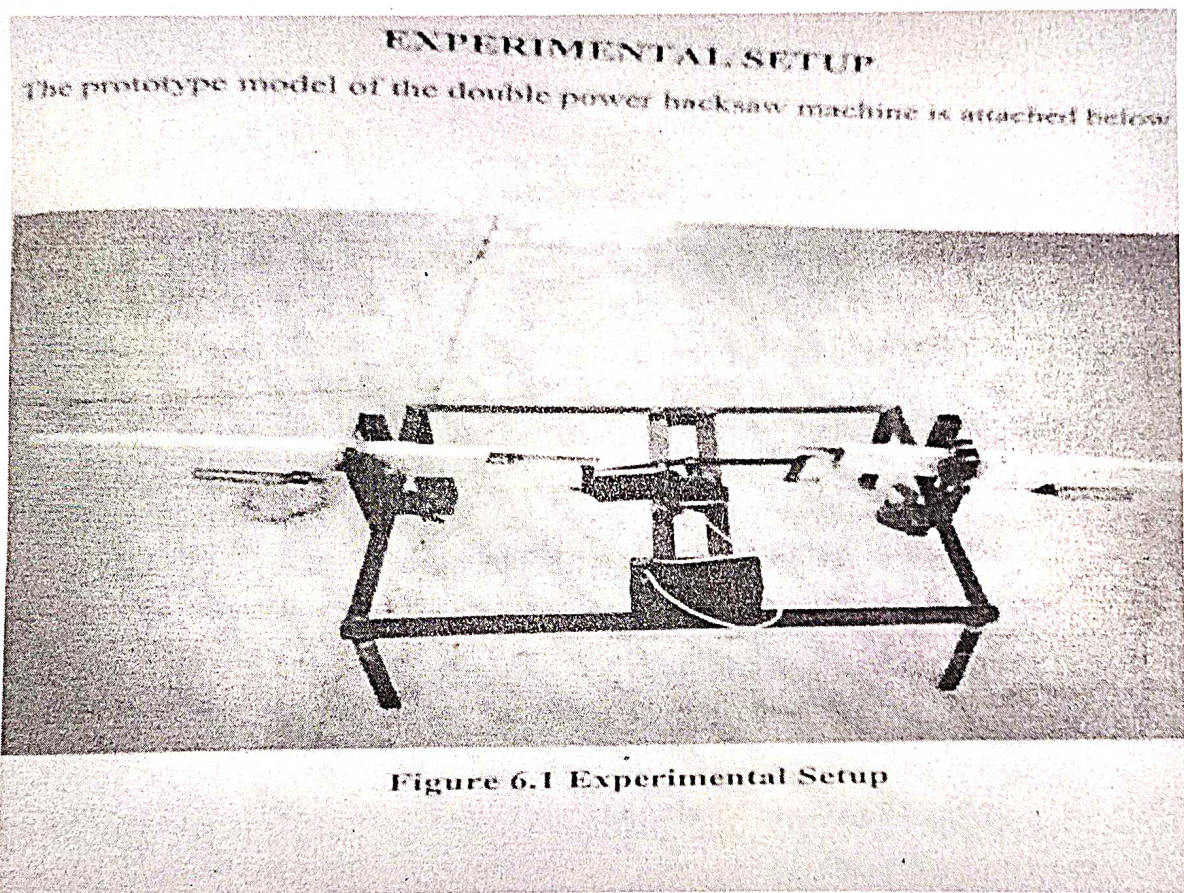 EXPERIMENTAL SETUP
The prototype model of the double power hacksaw machine is attached below
Figure 6.1 Experimental Setup